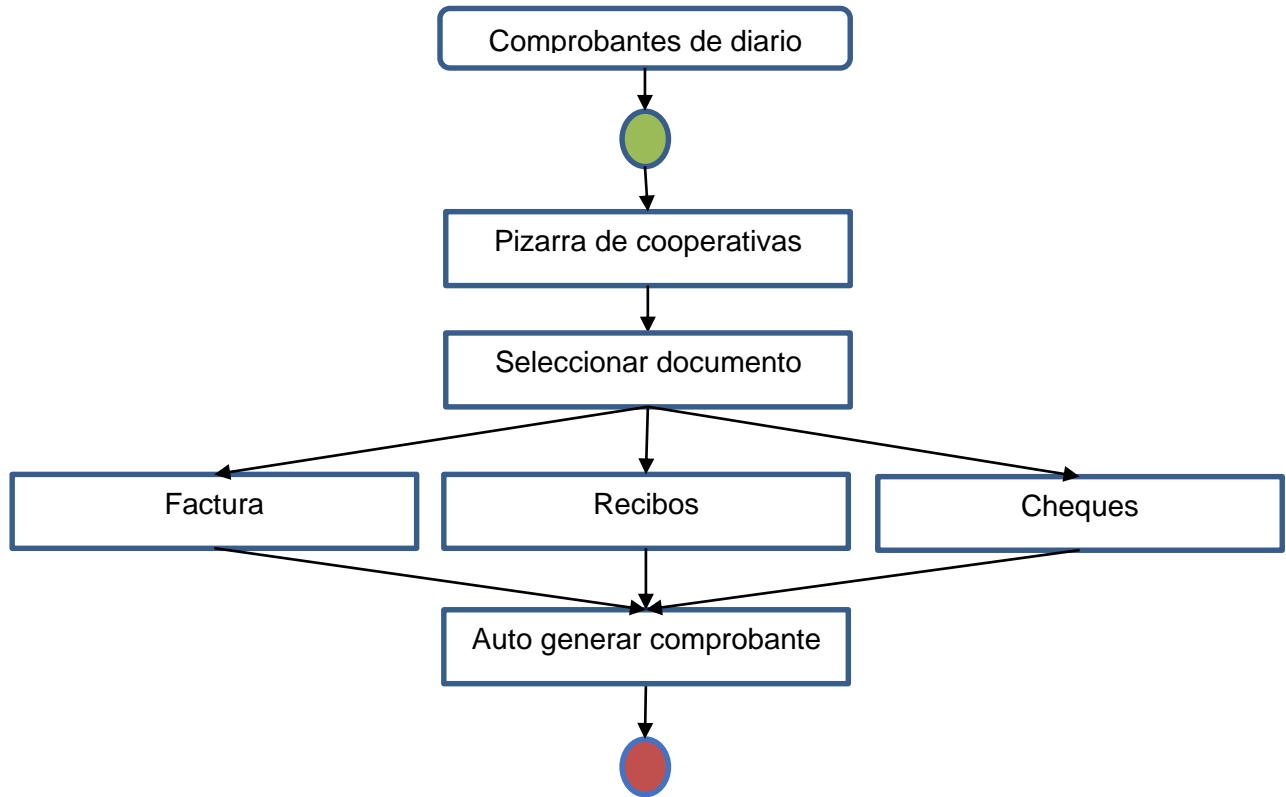 Comprobantes de diario
Pizarra de cooperativas
Seleccionar documento
Factura
Recibos
Cheques
Auto generar comprobante